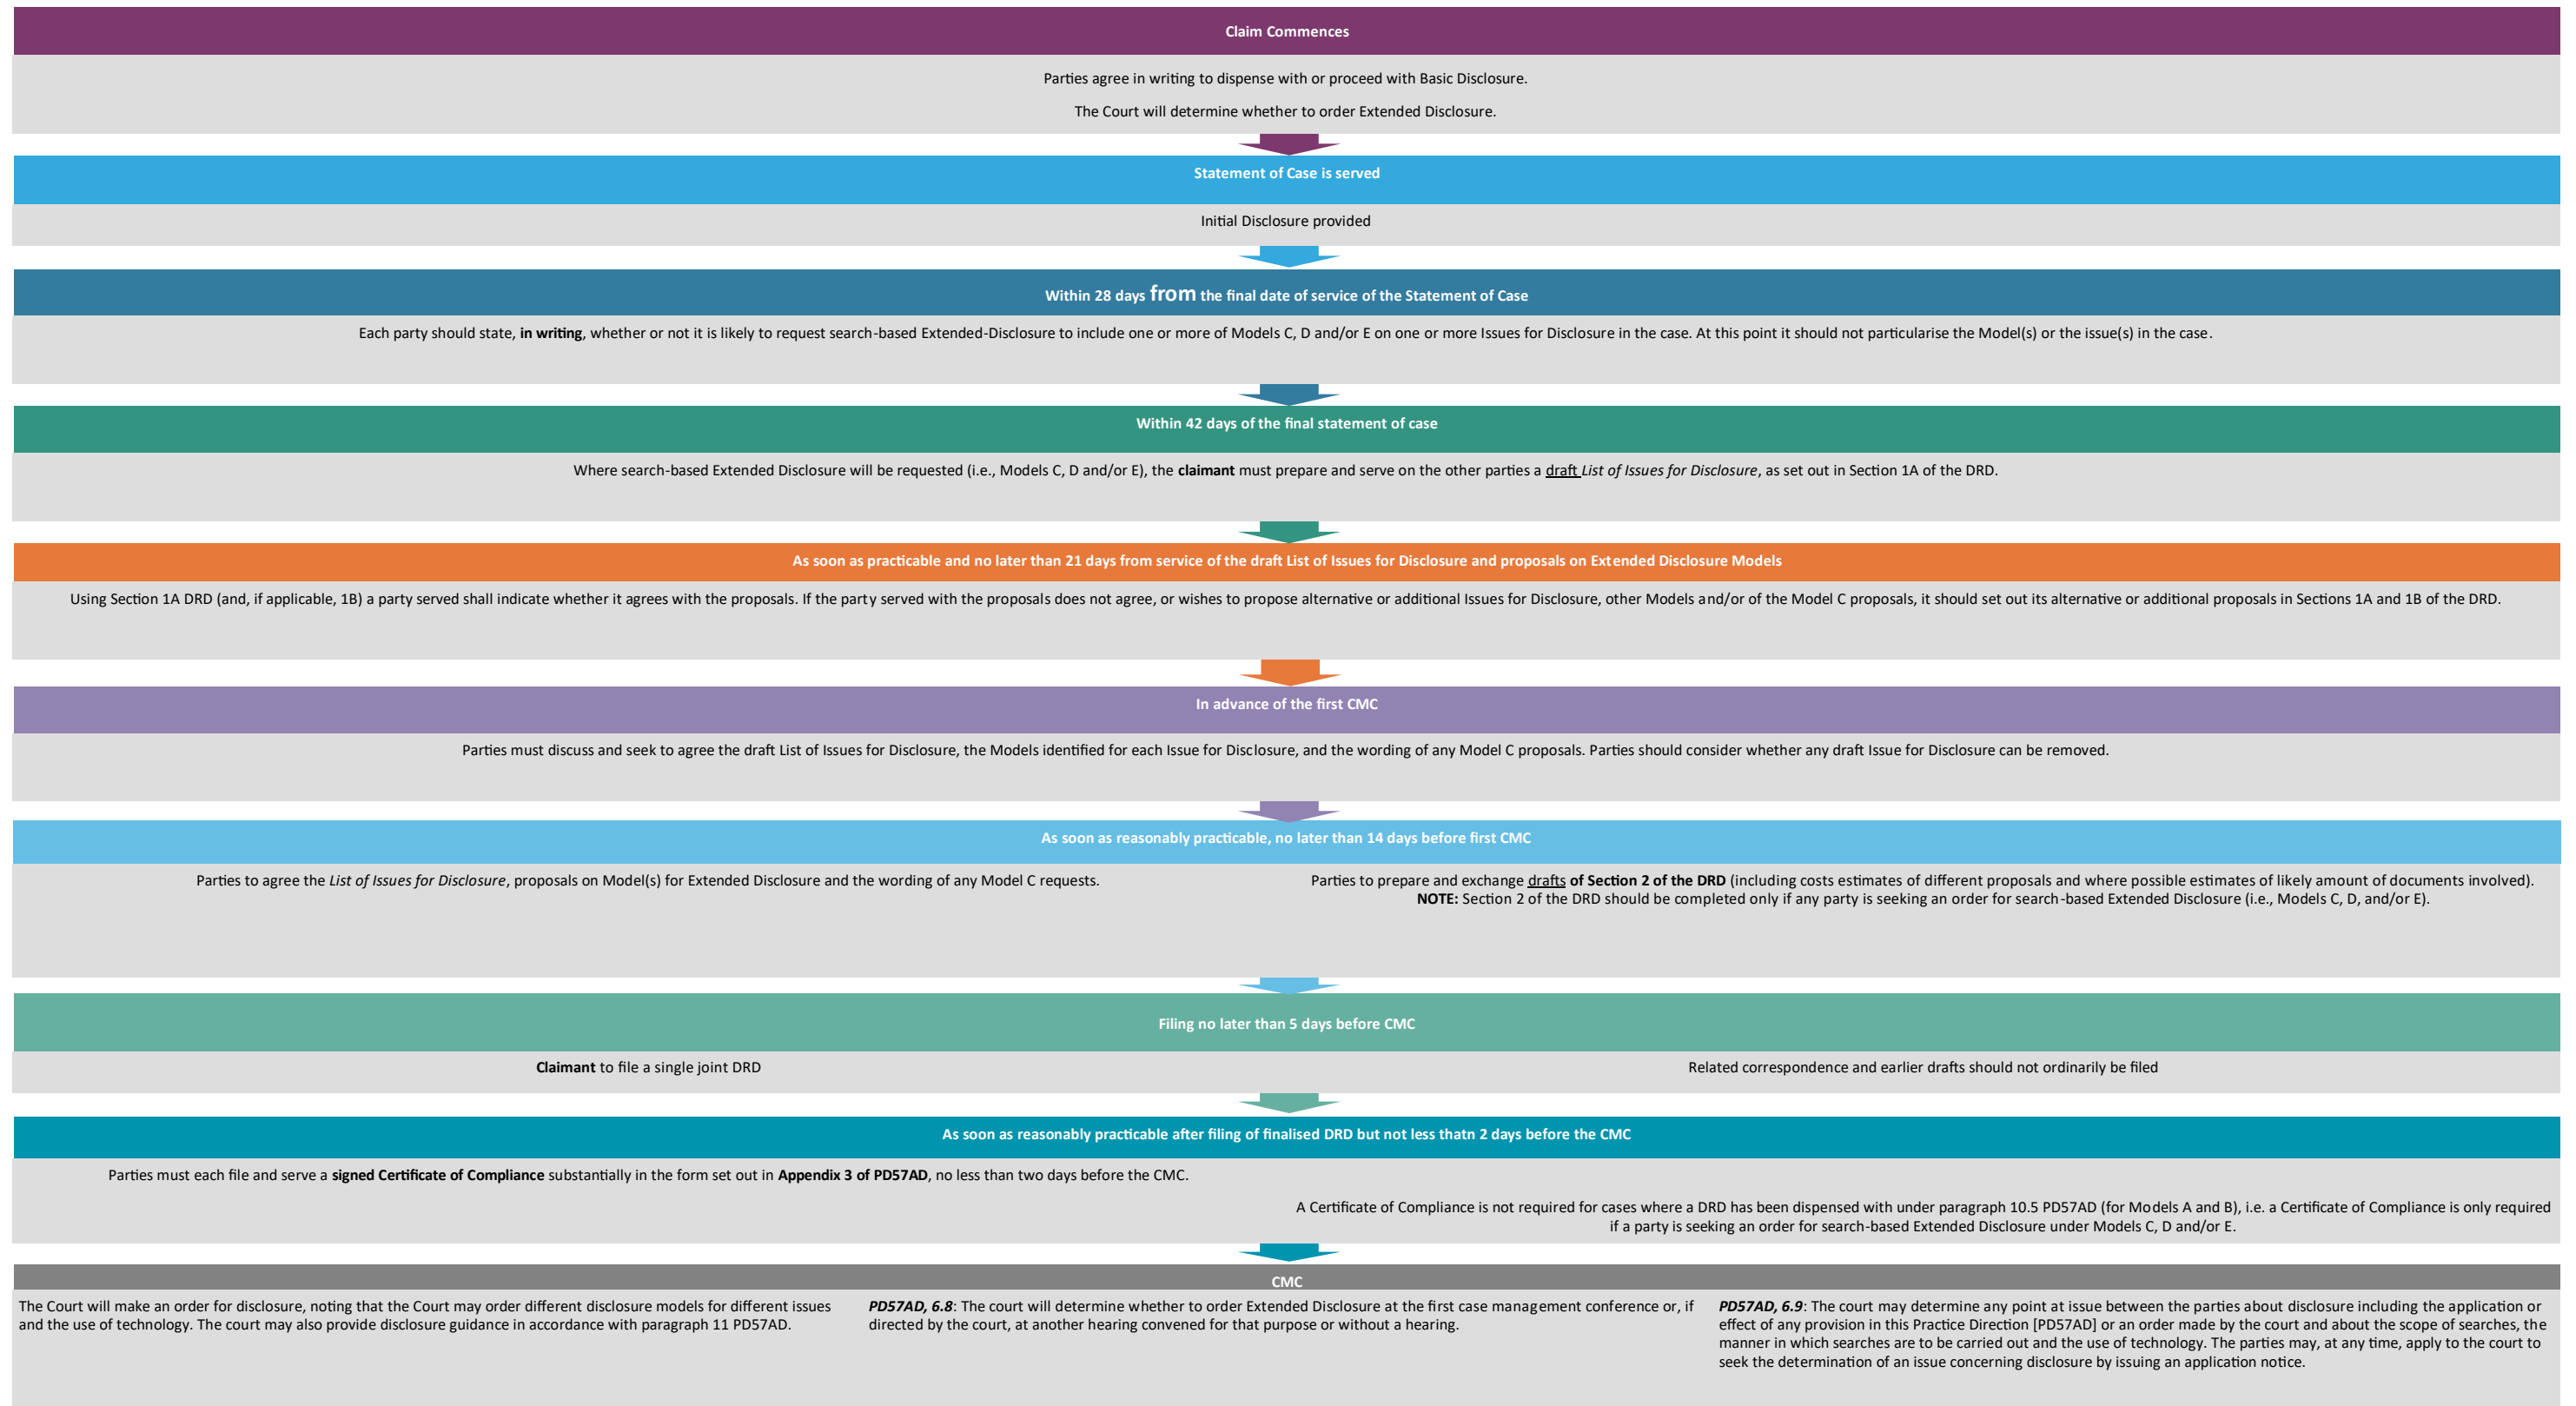 Claim Commences
Parties agree in writing to dispense with or proceed with Basic Disclosure.
The Court will determine whether to order Extended Disclosure.
Statement of Case is served
Initial Disclosure provided
Within 28 days from the final date of service of the Statement of Case
Each party should state, in writing, whether or not it is likely to request search-based Extended-Disclosure to include one or more of Models C, D and/or E on one or more Issues for Disclosure in the case. At this point it should not particularise the Model(s) or the issue(s) in the case.
Within 42 days of the final statement of case
Where search-based Extended Disclosure will be requested (i.e., Models C, D and/or E), the claimant must prepare and serve on the other parties a draft List of Issues for Disclosure, as set out in Section 1A of the DRD.
As soon as practicable and no later than 21 days from service of the draft List of Issues for Disclosure and proposals on Extended Disclosure Models
Using Section 1A DRD (and, if applicable, 1B) a party served shall indicate whether it agrees with the proposals. If the party served with the proposals does not agree, or wishes to propose alternative or additional Issues for Disclosure, other Models and/or of the Model C proposals, it should set out its alternative or additional proposals in Sections 1A and 1B of the DRD.
In advance of the first CMC
Parties must discuss and seek to agree the draft List of Issues for Disclosure, the Models identified for each Issue for Disclosure, and the wording of any Model C proposals. Parties should consider whether any draft Issue for Disclosure can be removed.
As soon as reasonably practicable, no later than 14 days before first CMC
Parties to agree the List of Issues for Disclosure, proposals on Model(s) for Extended Disclosure and the wording of any Model C requests.
Parties to prepare and exchange drafts of Section 2 of the DRD (including costs estimates of different proposals and where possible estimates of likely amount of documents involved).
NOTE: Section 2 of the DRD should be completed only if any party is seeking an order for search-based Extended Disclosure (i.e., Models C, D, and/or E).
Filing no later than 5 days before CMC
Claimant to file a single joint DRD
Related correspondence and earlier drafts should not ordinarily be filed
As soon as reasonably practicable after filing of finalised DRD but not less thatn 2 days before the CMC
Parties must each file and serve a signed Certificate of Compliance substantially in the form set out in Appendix 3 of PD57AD, no less than two days before the CMC.
A Certificate of Compliance is not required for cases where a DRD has been dispensed with under paragraph 10.5 PD57AD (for Models A and B), i.e. a Certificate of Compliance is only required
if a party is seeking an order for search-based Extended Disclosure under Models C, D and/or E.
CMC
The Court will make an order for disclosure, noting that the Court may order different disclosure models for different issues
and the use of technology. The court may also provide disclosure guidance in accordance with paragraph 11 PD57AD.
PD57AD, 6.8: The court will determine whether to order Extended Disclosure at the first case management conference or, if
directed by the court, at another hearing convened for that purpose or without a hearing.
PD57AD, 6.9: The court may determine any point at issue between the parties about disclosure including the application or
effect of any provision in this Practice Direction [PD57AD] or an order made by the court and about the scope of searches, the
manner in which searches are to be carried out and the use of technology. The parties may, at any time, apply to the court to
seek the determination of an issue concerning disclosure by issuing an application notice.